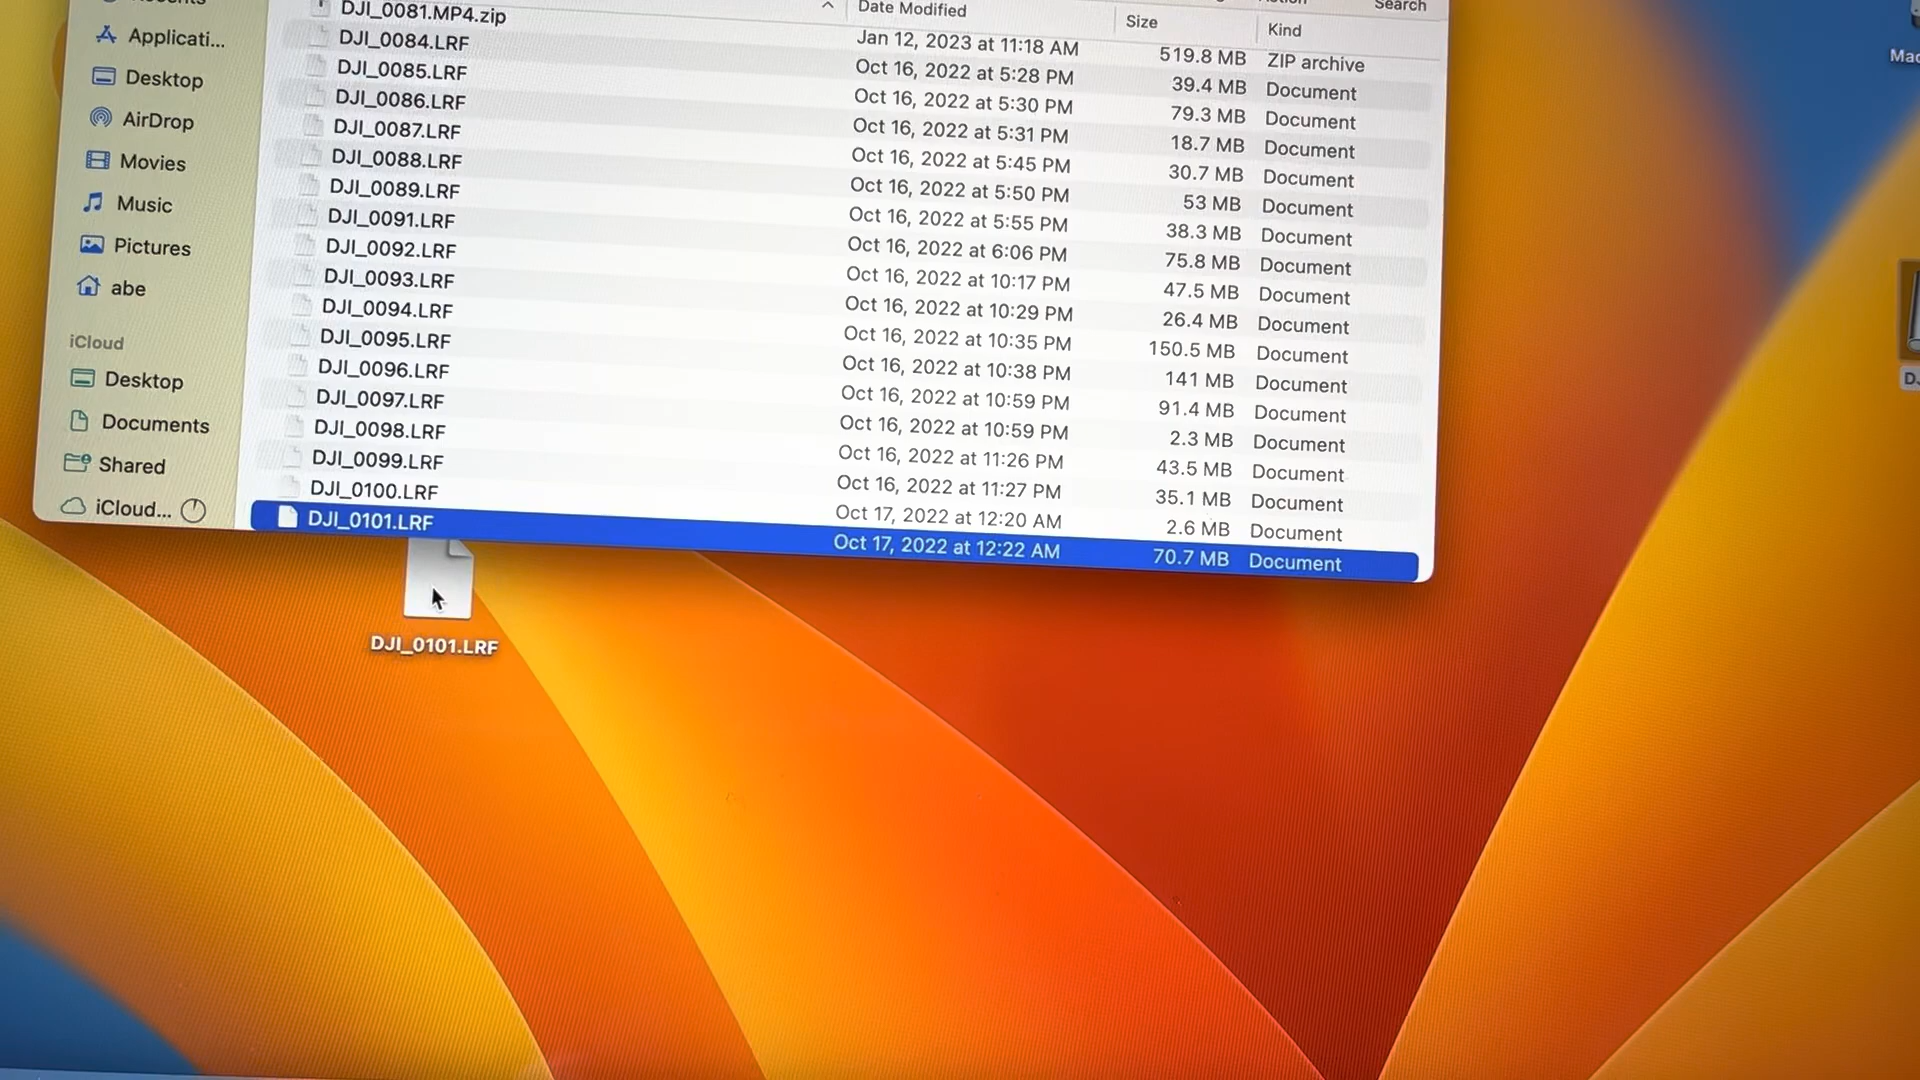 Search
Date Modified Size Kind
DJI_0081.MP4.zip Jan 12, 2023 at 11:18 AM 519.8 MB ZIP archive
DJI_0084.LRF Oct 16, 2022 at 5:28 PM 39.4 MB Document
DJI_0085.LRF Oct 16, 2022 at 5:30 PM 79.3 MB Document
DJI_0086.LRF Oct 16, 2022 at 5:31 PM 18.7 MB Document
DJI_0087.LRF Oct 16, 2022 at 5:45 PM 30.7 MB Document
DJI_0088.LRF Oct 16, 2022 at 5:50 PM 53 MB Document
DJI_0089.LRF Oct 16, 2022 at 5:55 PM 38.3 MB Document
DJI_0091.LRF Oct 16, 2022 at 6:06 PM 75.8 MB Document
DJI_0092.LRF Oct 16, 2022 at 10:17 PM 47.5 MB Document
DJI_0093.LRF Oct 16, 2022 at 10:29 PM 26.4 MB Document
DJI_0094.LRF Oct 16, 2022 at 10:35 PM 150.5 MB Document
DJI_0095.LRF Oct 16, 2022 at 10:38 PM 141 MB Document
DJI_0096.LRF Oct 16, 2022 at 10:59 PM 91.4 MB Document
DJI_0097.LRF Oct 16, 2022 at 10:59 PM 2.3 MB Document
DJI_0098.LRF Oct 16, 2022 at 11:26 PM 43.5 MB Document
DJI_0099.LRF Oct 16, 2022 at 11:27 PM 35.1 MB Document
DJI_0100.LRF Oct 17, 2022 at 12:20 AM 2.6 MB Document
DJI_0101.LRF Oct 17, 2022 at 12:22 AM 70.7 MB Document
Applicati...
Desktop
AirDrop
Movies
Music
Pictures
abe
iCloud
Desktop
Documents
Shared
iCloud...
DJI_0101.LRF